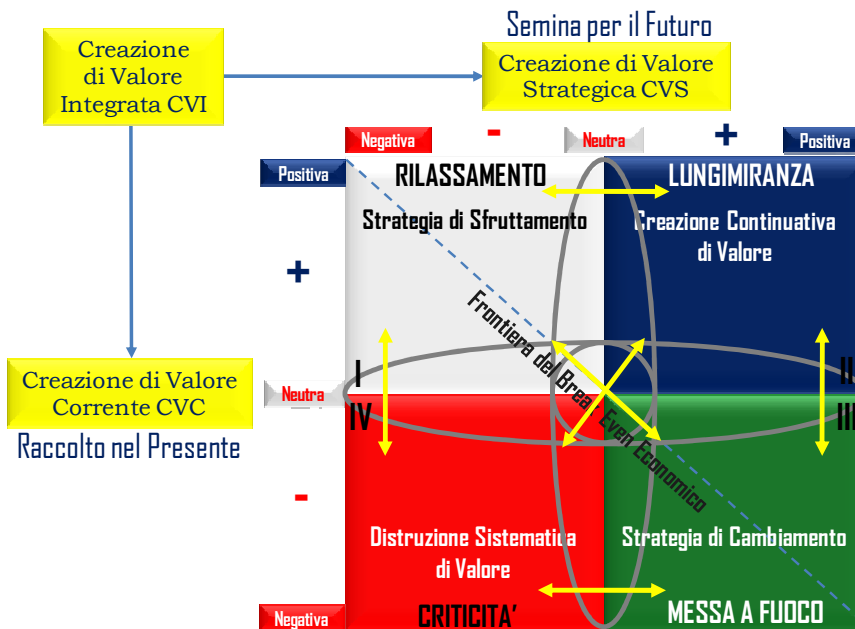 Semina per il Futuro
Creazione
di Valore
Integrata CVI
Creazione di Valore
Strategica CVS
-
+
Negativa
Neutra
Positiva
Positiva
RILASSAMENTO
LUNGIMIRANZA
Strategia di Sfruttamento
Creazione Continuativa
di Valore
+
Frontiera del Break Even Economico
I
II
Creazione di Valore
Corrente CVC
Neutra
IV
III
Raccolto nel Presente
-
Distruzione Sistematica
di Valore
Strategia di Cambiamento
Negativa
CRITICITA'
MESSA A FUOCO